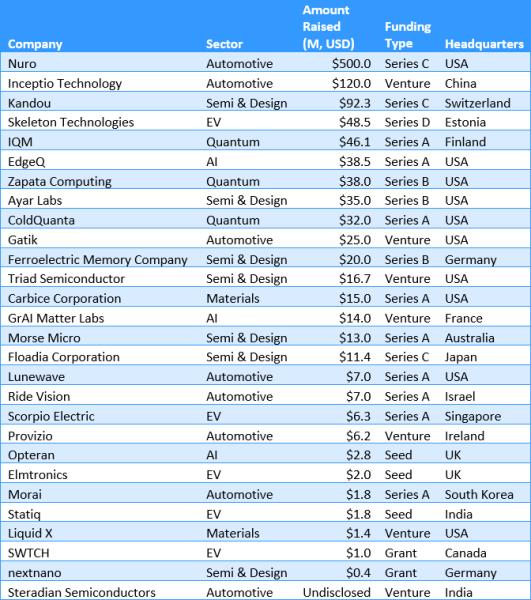 Amount
Raised Funding
Company Sector (M, USD) Type Headquarters
Nuro Automotive $500.0 Series C USA
Inceptio Technology Automotive $120.0 Venture China
Kandou Semi & Design $92.3 Series C Switzerland
Skeleton Technologies EV $48.5 Series D Estonia
IQM Quantum $46.1 Series A Finland
EdgeQ AI $38.5 Series A USA
Zapata Computing Quantum $38.0 Series B USA
Ayar Labs Semi & Design $35.0 Series B USA
ColdQuanta Quantum $32.0 Series A USA
Gatik Automotive $25.0 Venture USA
Ferroelectric Memory Company Semi & Design $20.0 Series B Germany
Triad Semiconductor Semi & Design $16.7 Venture USA
Carbice Corporation Materials $15.0 Series A USA
GrAI Matter Labs AI $14.0 Venture France
Morse Micro Semi & Design $13.0 Series A Australia
Floadia Corporation Semi & Design $11.4 Series C Japan
Lunewave Automotive $7.0 Series A USA
Ride Vision Automotive $7.0 Series A Israel
Scorpio Electric EV $6.3 Series A Singapore
Provizio Automotive $6.2 Venture Ireland
Opteran AI $2.8 Seed UK
Elmtronics EV $2.0 Seed UK
Morai Automotive $1.8 Series A South Korea
Statiq EV $1.8 Seed India
Liquid X Materials $1.4 Venture USA
SWTCH EV $1.0 Grant Canada
nextnano Semi & Design $0.4 Grant Germany
Steradian Semiconductors Automotive Undisclosed Venture India